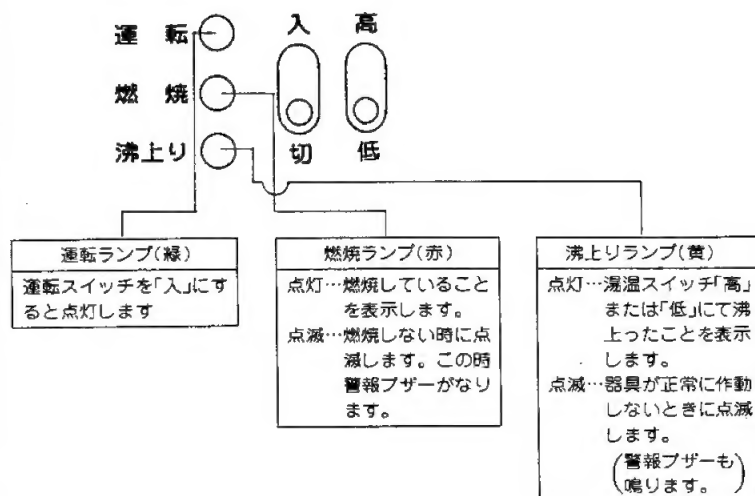 運転 入 高
燃焼
沸上り 切 低
運転ランプ(緑)
運転スイッチを「入」にす
ると点灯します
燃焼ランプ(赤)
点灯…燃焼していること
を表示します。
点滅…燃焼しない時に点
滅します。この時
警報ブザーがなり
ます。
沸上りランプ(黄)
点灯…湯温スイッチ「高」
または「低」にて沸
上ったことを表示
します。
点滅…器具が正常に作動
しないときに点滅
します。
(警報ブザーも
鳴ります。)